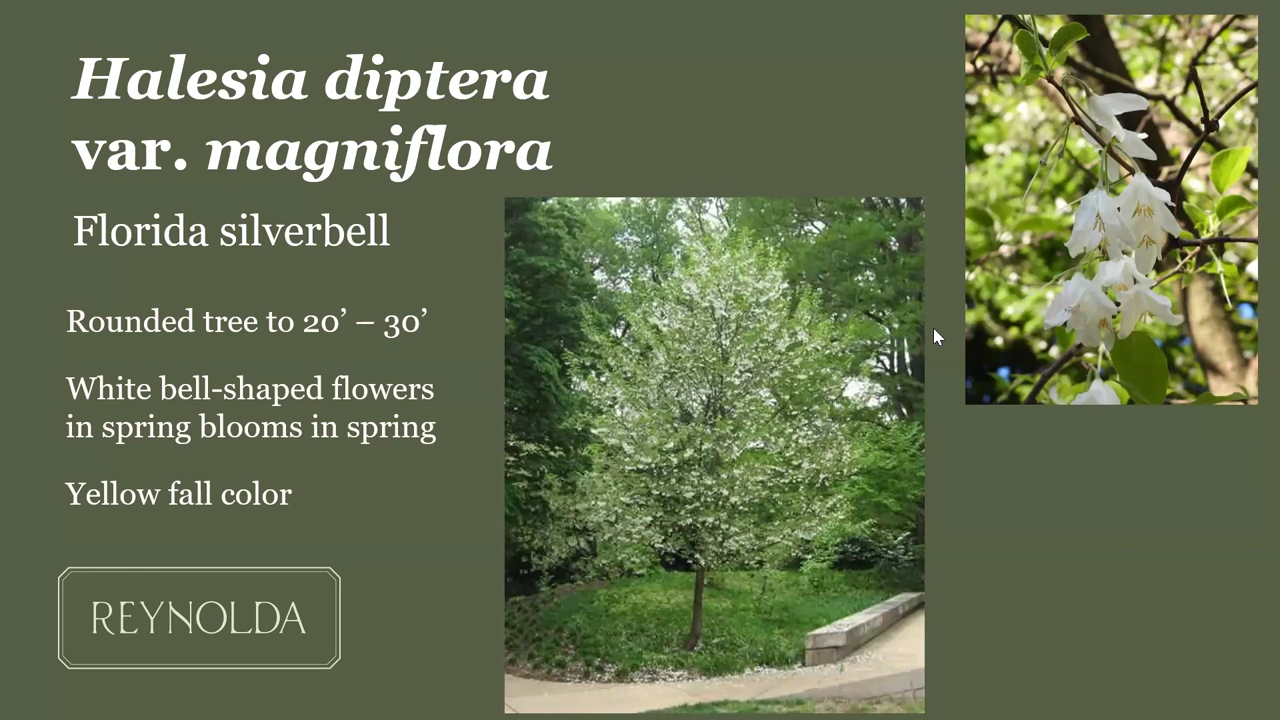 Halesia diptera
var. magniflora
Florida silverbell
Rounded tree to 20’ – 30’
White bell-shaped flowers
in spring blooms in spring
Yellow fall color
REYNOLDA